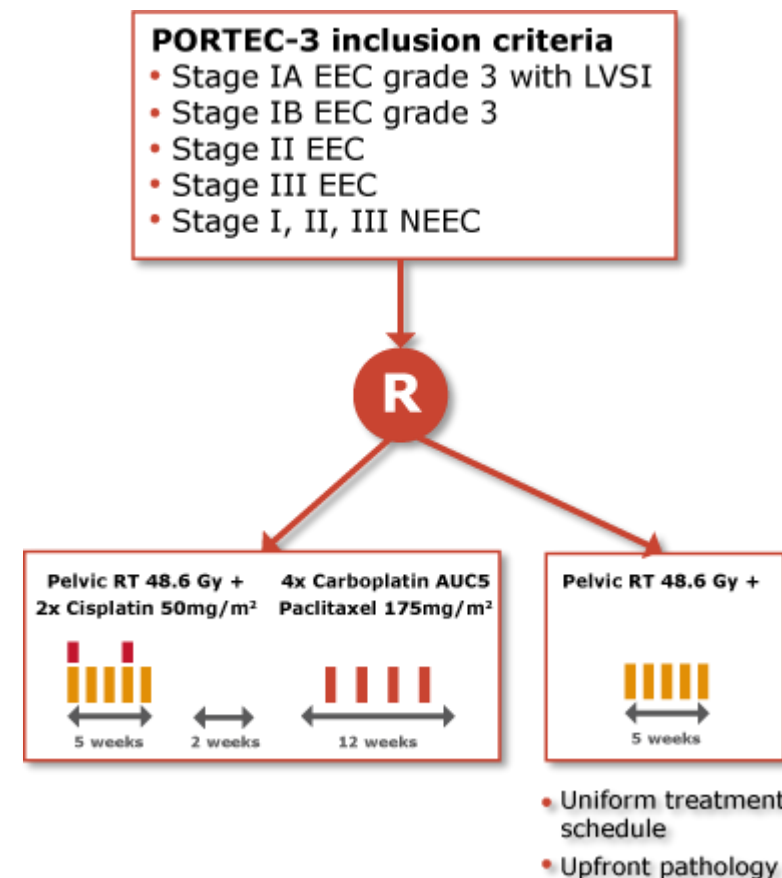 PORTEC-3 inclusion criteria
• Stage IA EEC grade 3 with LVSI
• Stage IB EEC grade 3
• Stage II EEC
• Stage III EEC
• Stage I, II, III NEEC
R
Pelvic RT 48.6 Gy +
2x Cisplatin 50mg/m²
4x Carboplatin AUC5
Paclitaxel 175mg/m²
5 weeks
2 weeks
12 weeks
Pelvic RT 48.6 Gy +
5 weeks
• Uniform treatment
schedule
• Upfront pathology